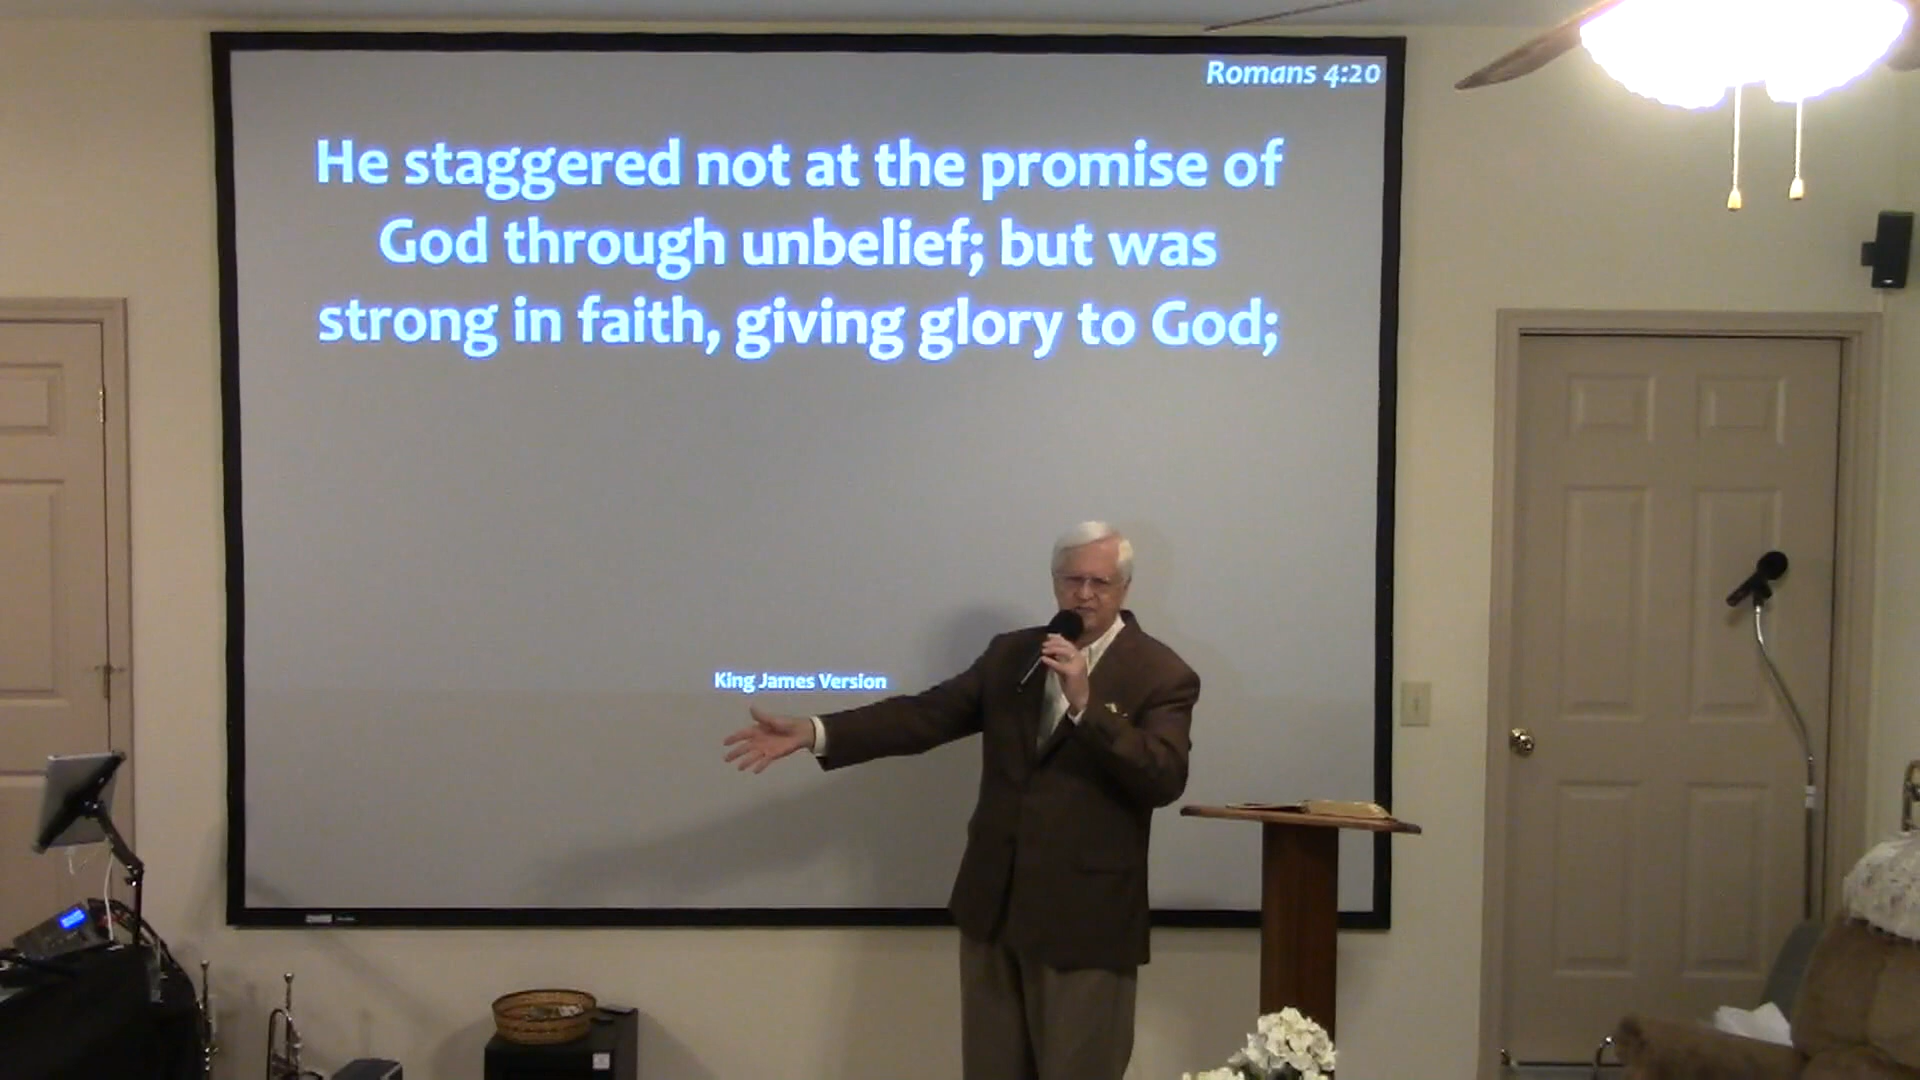 Romans 4:20
He staggered not at the promise of
God through unbelief; but was
strong in faith, giving glory to God;
King James Version